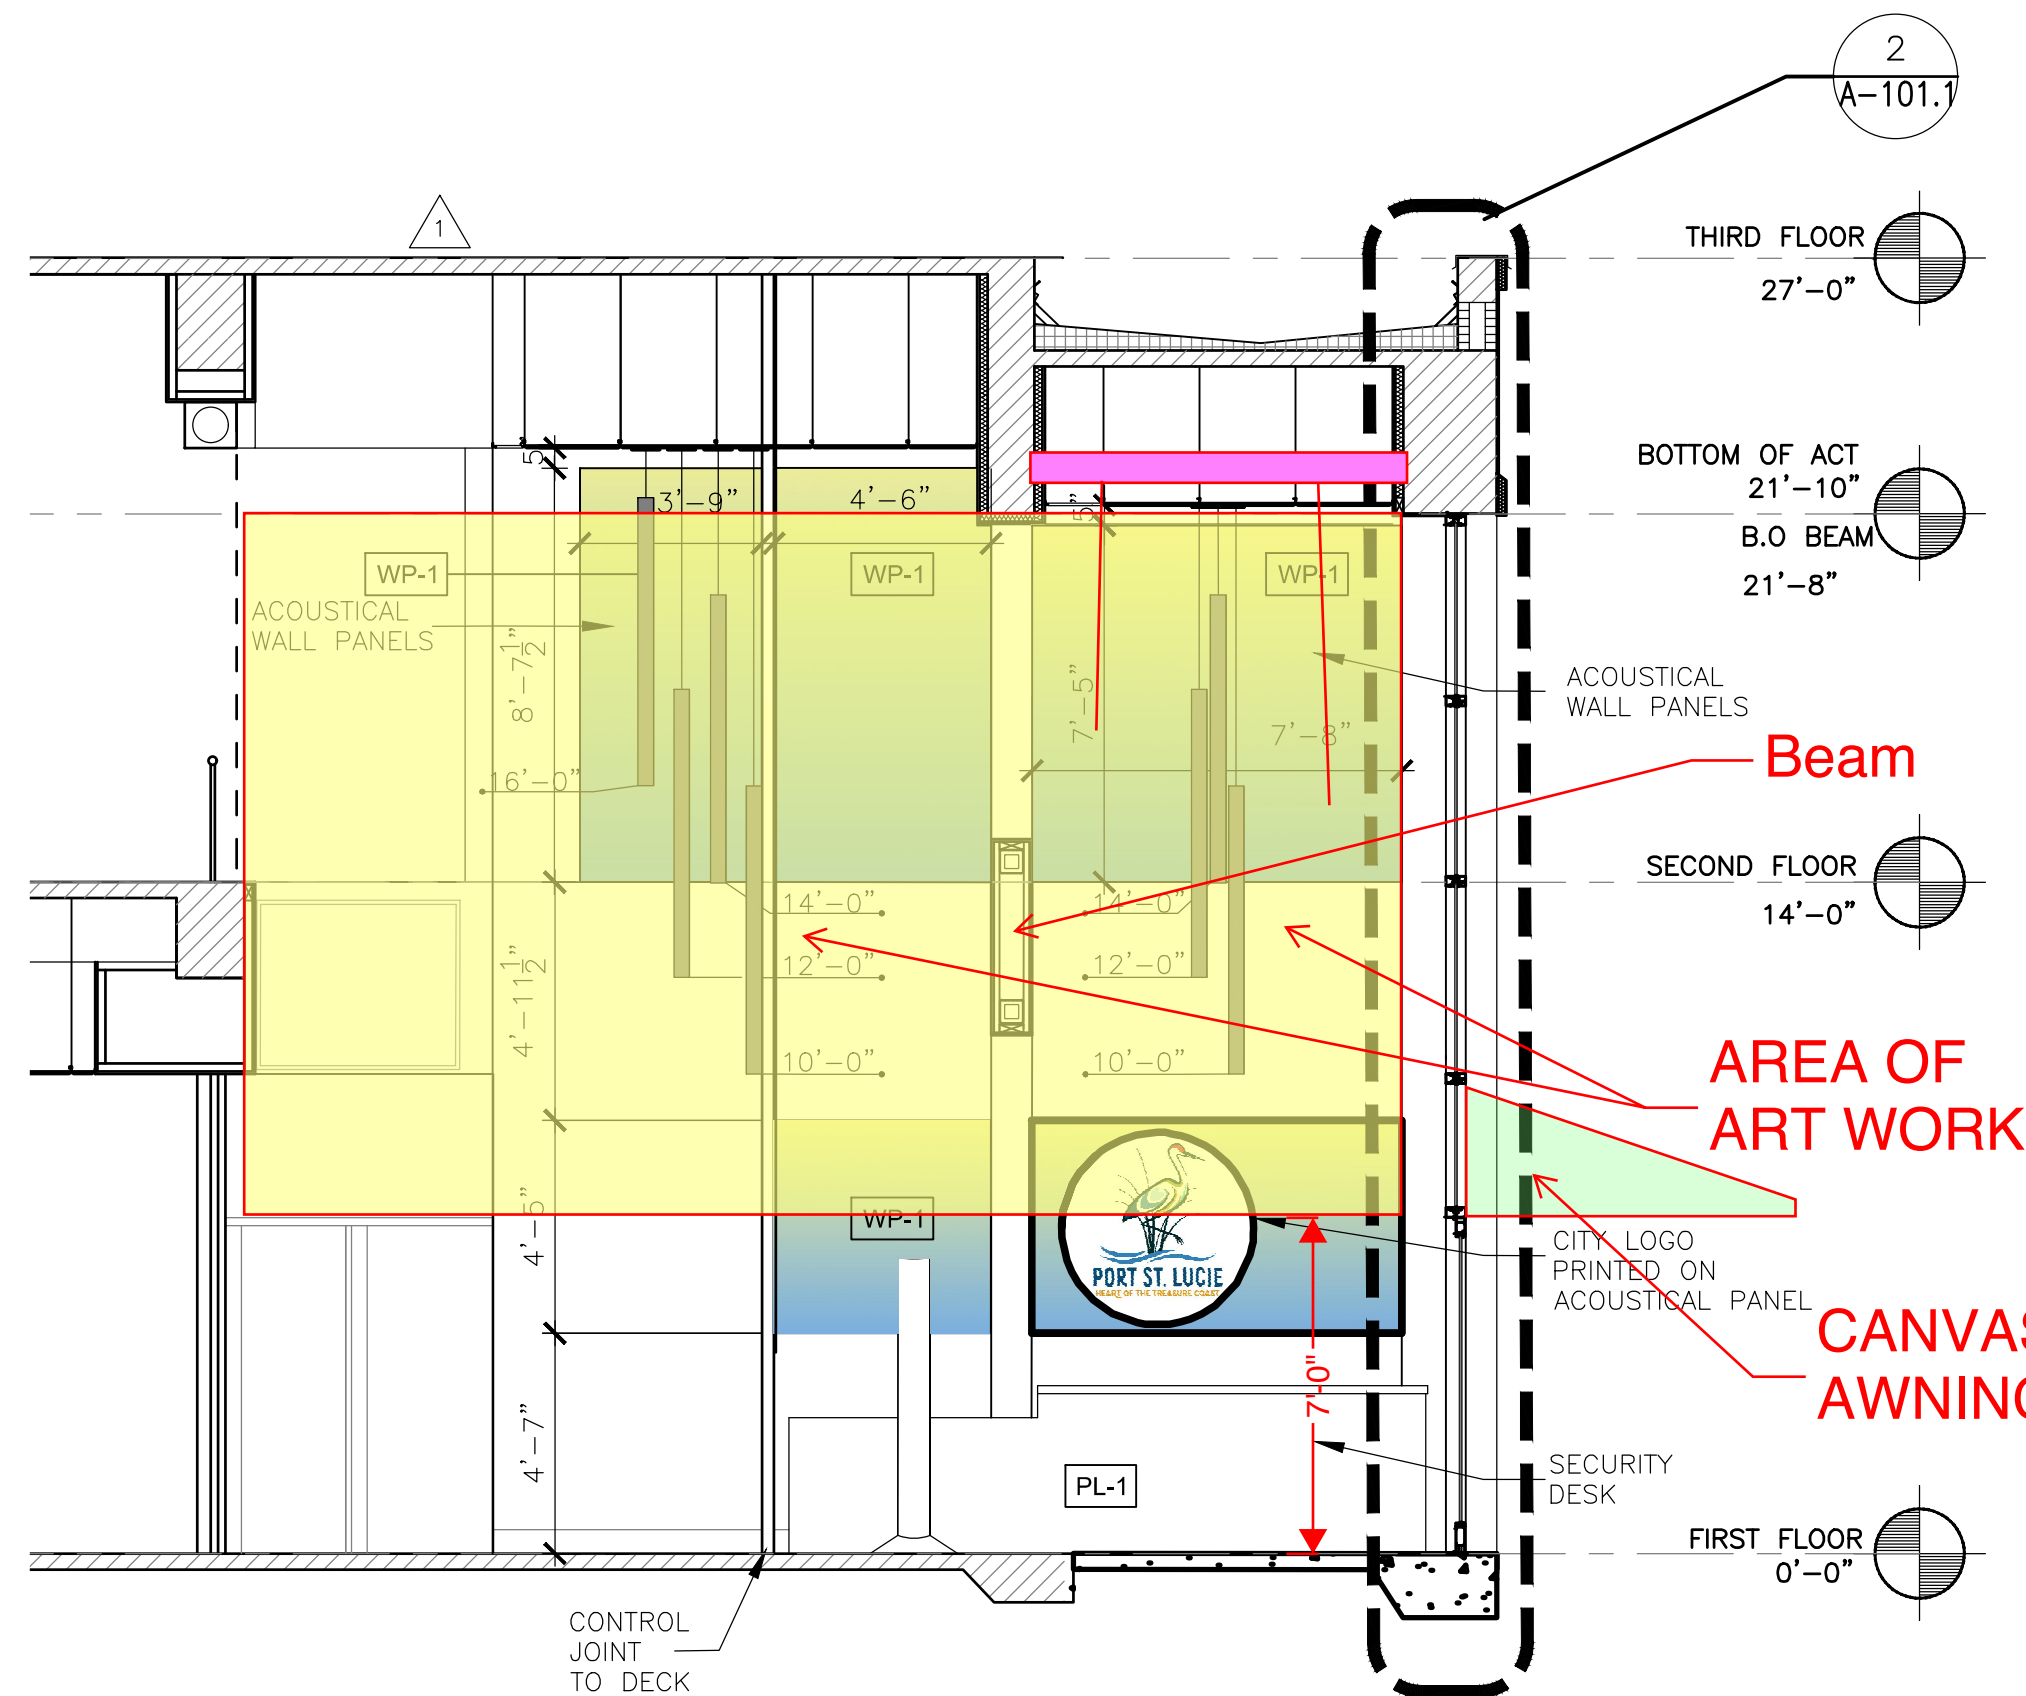 2
A-101.1
1
THIRD FLOOR
27'-0"
BOTTOM OF ACT
21'-10"
B.O BEAM
21'-8"
5"
3'-9"
4'-6"
5"
WP-1
WP-1
WP-1
ACOUSTICAL
WALL PANELS
8'-7 1/2"
7'-5"
7'-8"
ACOUSTICAL
WALL PANELS
Beam
16'-0"
SECOND FLOOR
14'-0"
14'-0"
14'-0"
12'-0"
12'-0"
4'-11 1/2"
10'-0"
10'-0"
AREA OF
ART WORK
4'-5"
WP-1
PORT ST. LUCIE
HEART OF THE TREASURE COAST
CITY LOGO
PRINTED ON
ACOUSTICAL PANEL
CANVAS
AWNING
7'-0"
4'-7"
PL-1
SECURITY
DESK
FIRST FLOOR
0'-0"
CONTROL
JOINT
TO DECK